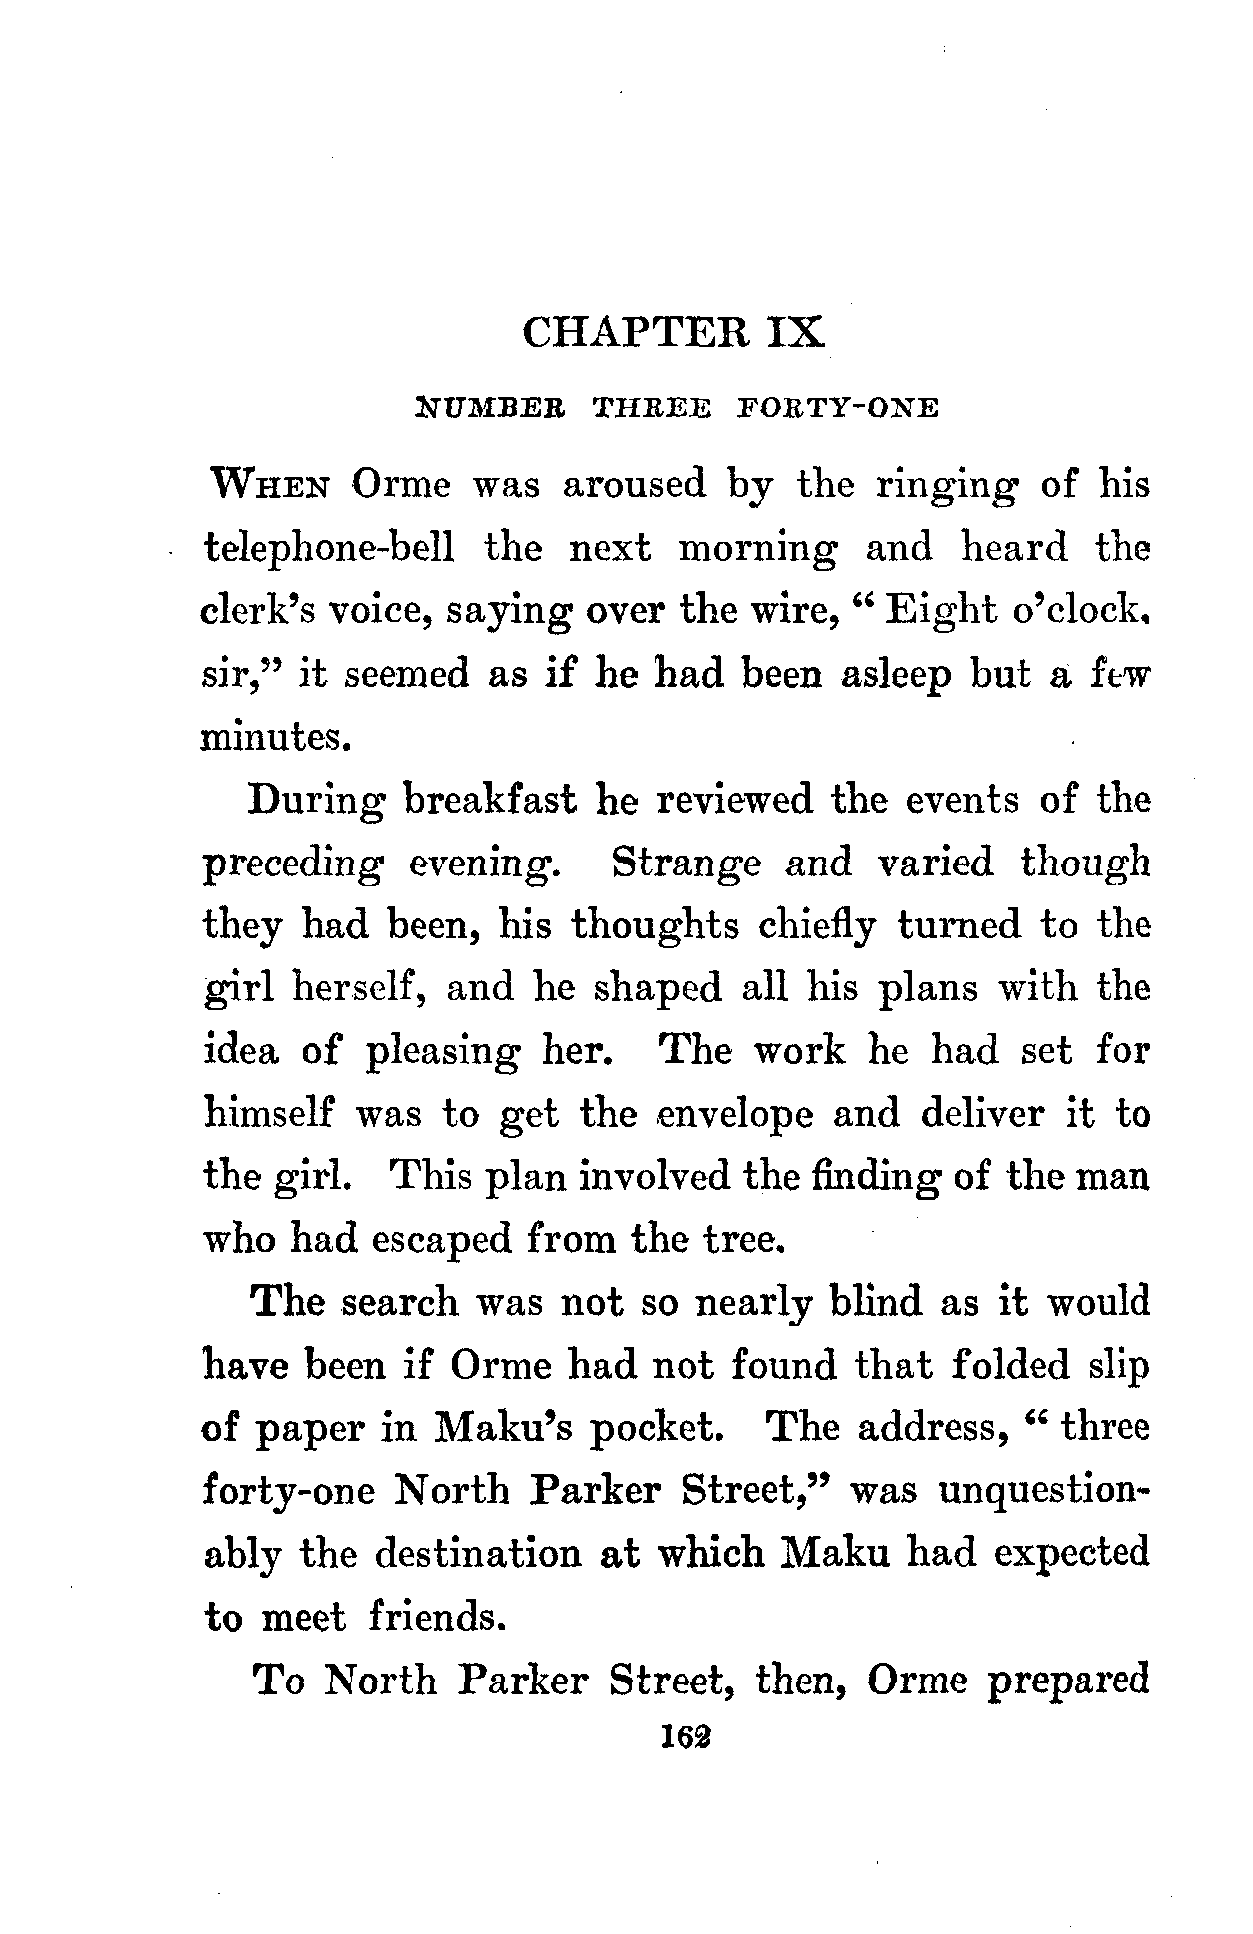 CHAPTER IX
NUMBER THREE FORTY-ONE
WHEN Orme was aroused by the ringing of his
telephone-bell the next morning and heard the
clerk's voice, saying over the wire, “ Eight o'clock,
sir,” it seemed as if he had been asleep but a few
minutes.
During breakfast he reviewed the events of the
preceding evening. Strange and varied though
they had been, his thoughts chiefly turned to the
girl herself, and he shaped all his plans with the
idea of pleasing her. The work he had set for
himself was to get the envelope and deliver it to
the girl. This plan involved the finding of the man
who had escaped from the tree.
The search was not so nearly blind as it would
have been if Orme had not found that folded slip
of paper in Maku's pocket. The address, “ three
forty-one North Parker Street,” was unquestion-
ably the destination at which Maku had expected
to meet friends.
To North Parker Street, then, Orme prepared
162